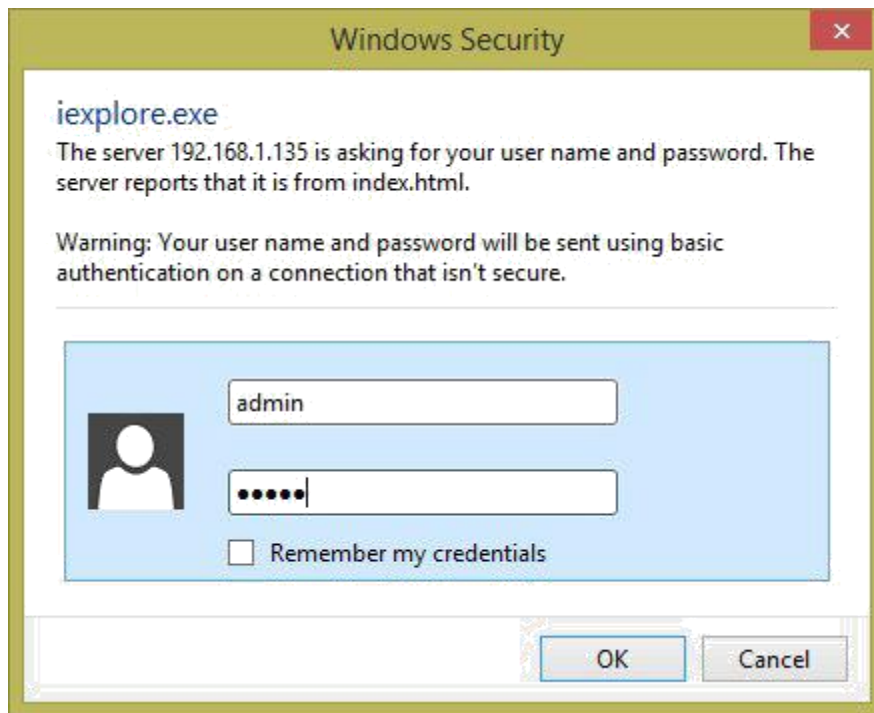 Windows Security
iexplore.exe
The server 192.168.1.135 is asking for your user name and password. The
server reports that it is from index.html.
Warning: Your user name and password will be sent using basic
authentication on a connection that isn't secure.
admin
●●●●●
Remember my credentials
OK Cancel